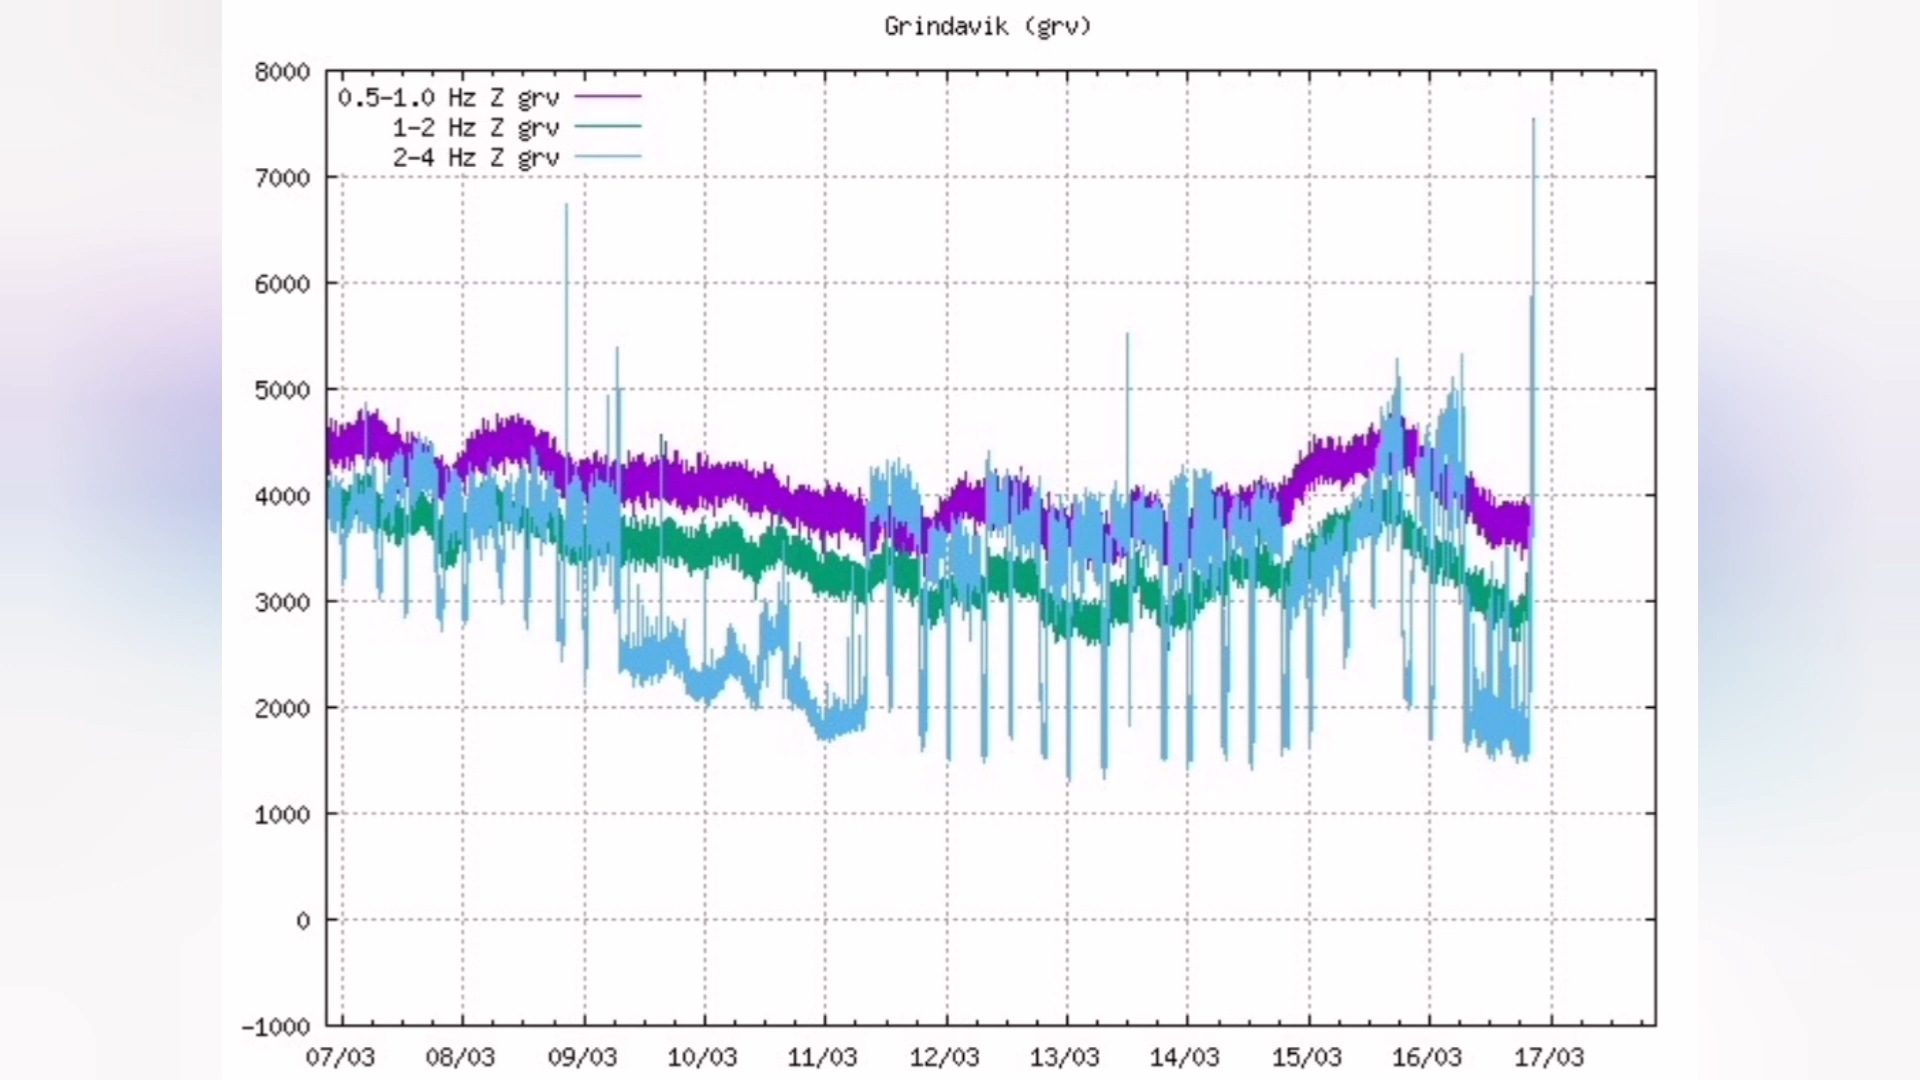 Grindavik (grv)
8000
0.5-1.0 Hz Z grv
1-2 Hz Z grv
2-4 Hz Z grv
7000
6000
5000
4000
3000
2000
1000
0
-1000
07/03 08/03 09/03 10/03 11/03 12/03 13/03 14/03 15/03 16/03 17/03